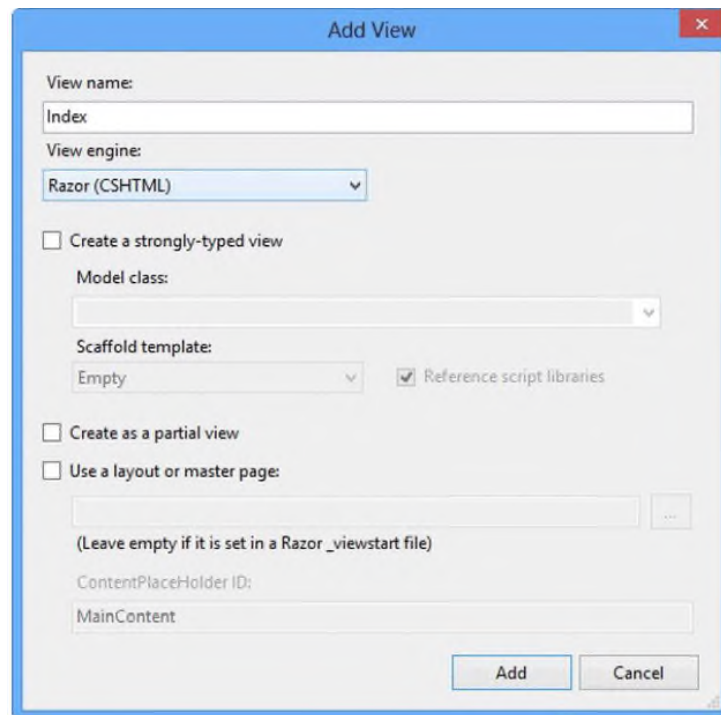 Add View
View name:
Index
View engine:
Razor (CSHTML)
Create a strongly-typed view
Model class:
Scaffold template:
Empty
Reference script libraries
Create as a partial view
Use a layout or master page:
...
(Leave empty if it is set in a Razor _viewstart file)
ContentPlaceHolder ID:
MainContent
Add Cancel